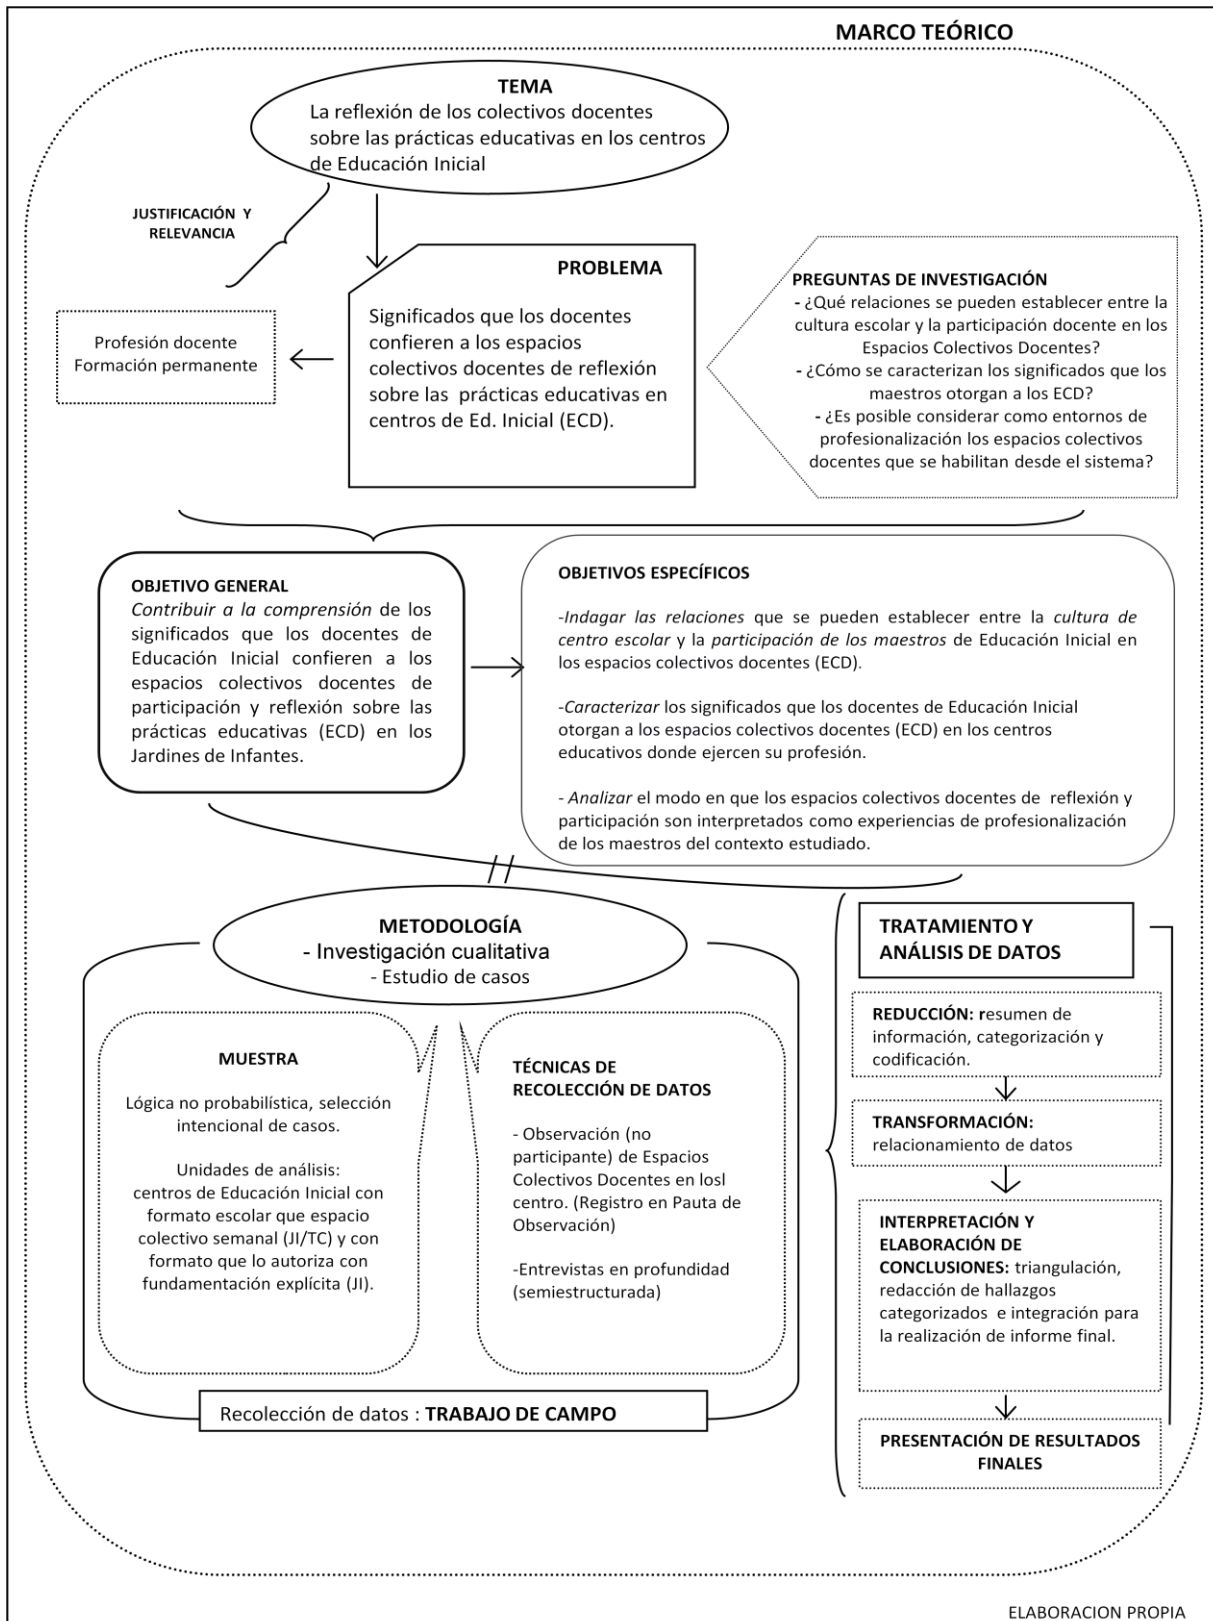 MARCO TEÓRICO
TEMA
La reflexión de los colectivos docentes
sobre las prácticas educativas en los centros
de Educación Inicial
JUSTIFICACIÓN Y
RELEVANCIA
PROBLEMA
Significados que los docentes
confieren a los espacios
colectivos docentes de reflexión
sobre las prácticas educativas en
centros de Ed. Inicial (ECD).
Profesión docente
Formación permanente
PREGUNTAS DE INVESTIGACIÓN
- ¿Qué relaciones se pueden establecer entre la
cultura escolar y la participación docente en los
Espacios Colectivos Docentes?
- ¿Cómo se caracterizan los significados que los
maestros otorgan a los ECD?
- ¿Es posible considerar como entornos de
profesionalización los espacios colectivos
docentes que se habilitan desde el sistema?
OBJETIVO GENERAL
Contribuir a la comprensión de los
significados que los docentes de
Educación Inicial confieren a los
espacios colectivos docentes de
participación y reflexión sobre las
prácticas educativas (ECD) en los
Jardines de Infantes.
OBJETIVOS ESPECÍFICOS
-Indagar las relaciones que se pueden establecer entre la cultura de
centro escolar y la participación de los maestros de Educación Inicial en
los espacios colectivos docentes (ECD).
-Caracterizar los significados que los docentes de Educación Inicial
otorgan a los espacios colectivos docentes (ECD) en los centros
educativos donde ejercen su profesión.
- Analizar el modo en que los espacios colectivos docentes de reflexión y
participación son interpretados como experiencias de profesionalización
de los maestros del contexto estudiado.
METODOLOGÍA
- Investigación cualitativa
- Estudio de casos
MUESTRA
Lógica no probabilística, selección
intencional de casos.
Unidades de análisis:
centros de Educación Inicial con
formato escolar que espacio
colectivo semanal (JI/TC) y con
formato que lo autoriza con
fundamentación explícita (JI).
TÉCNICAS DE
RECOLECCIÓN DE DATOS
- Observación (no
participante) de Espacios
Colectivos Docentes en losl
centro. (Registro en Pauta de
Observación)
-Entrevistas en profundidad
(semiestructurada)
Recolección de datos : TRABAJO DE CAMPO
TRATAMIENTO Y
ANÁLISIS DE DATOS
REDUCCIÓN: resumen de
información, categorización y
codificación.
TRANSFORMACIÓN:
relacionamiento de datos
INTERPRETACIÓN Y
ELABORACIÓN DE
CONCLUSIONES: triangulación,
redacción de hallazgos
categorizados e integración para
la realización de informe final.
PRESENTACIÓN DE RESULTADOS
FINALES
ELABORACION PROPIA